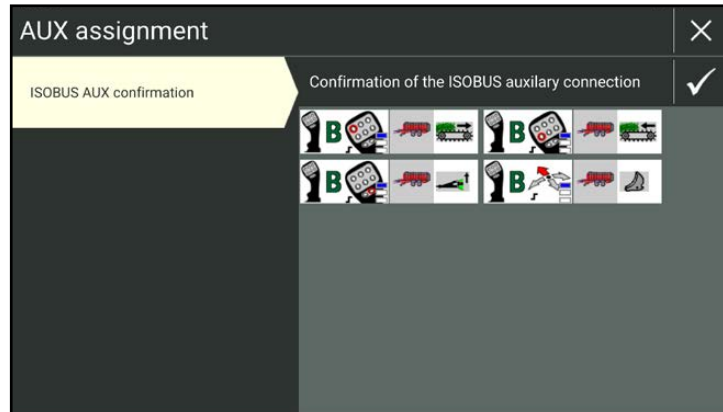 AUX assignment
ISOBUS AUX confirmation
Confirmation of the ISOBUS auxilary connection
B
B
B
B